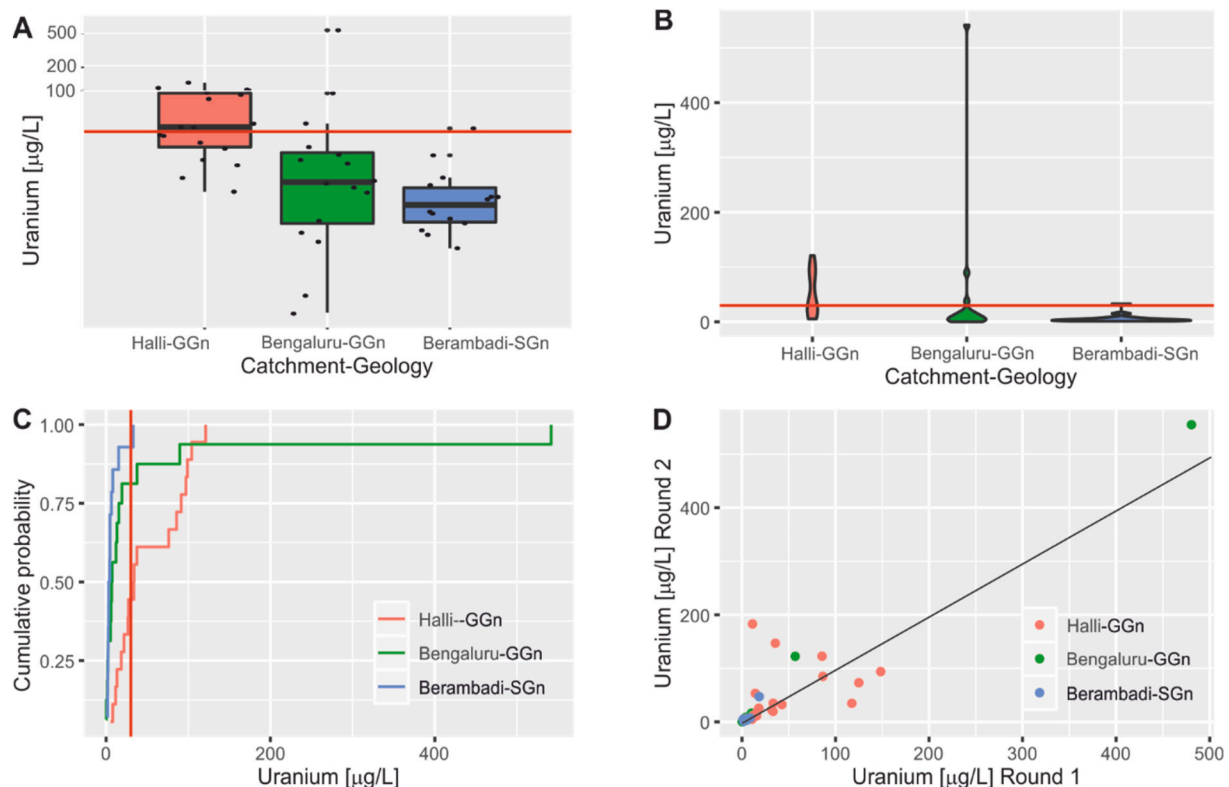 A
Uranium [µg/L]
500
200
100
Halli-GGn
Bengaluru-GGn
Berambadi-SGn
Catchment-Geology
B
Uranium [µg/L]
400
200
0
Halli-GGn
Bengaluru-GGn
Berambadi-SGn
Catchment-Geology
C
Cumulative probability
1.00
0.75
0.50
0.25
Halli--GGn
Bengaluru-GGn
Berambadi-SGn
0
200
400
Uranium [µg/L]
D
Uranium [µg/L] Round 2
400
200
0
Halli-GGn
Bengaluru-GGn
Berambadi-SGn
0
100
200
300
400
500
Uranium [µg/L] Round 1